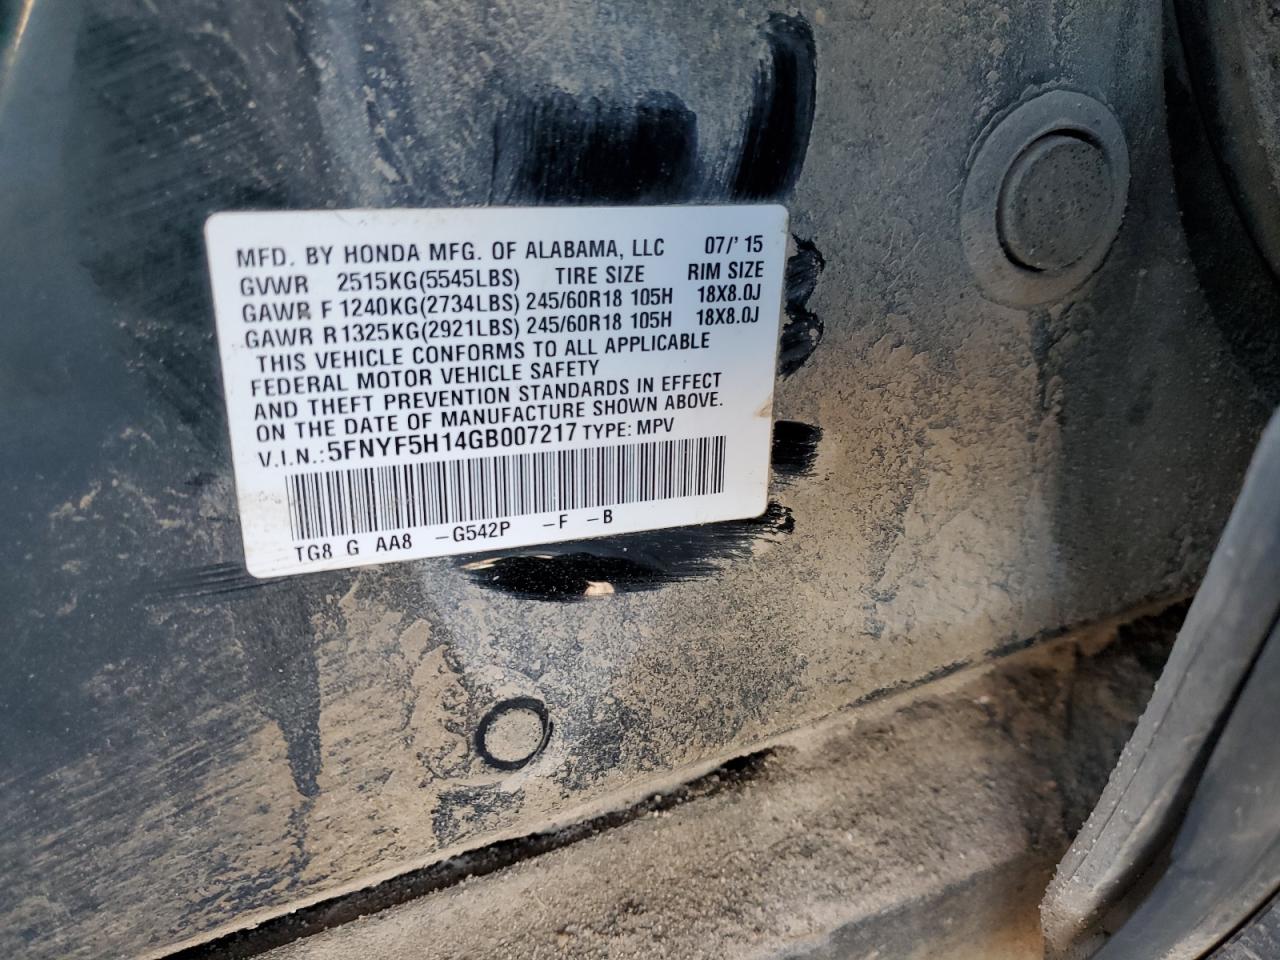 MFD. BY HONDA MFG. OF ALABAMA, LLC 07/'15
GVWR 2515KG(5545LBS) TIRE SIZE RIM SIZE
GAWR F 1240KG(2734LBS) 245/60R18 105H 18X8.0J
GAWR R1325KG(2921LBS) 245/60R18 105H 18X8.0J
THIS VEHICLE CONFORMS TO ALL APPLICABLE
FEDERAL MOTOR VEHICLE SAFETY
AND THEFT PREVENTION STANDARDS IN EFFECT
ON THE DATE OF MANUFACTURE SHOWN ABOVE.
V.I.N.:5FNYF5H14GB007217 TYPE: MPV
TG8 G AA8 -G542P -F -B